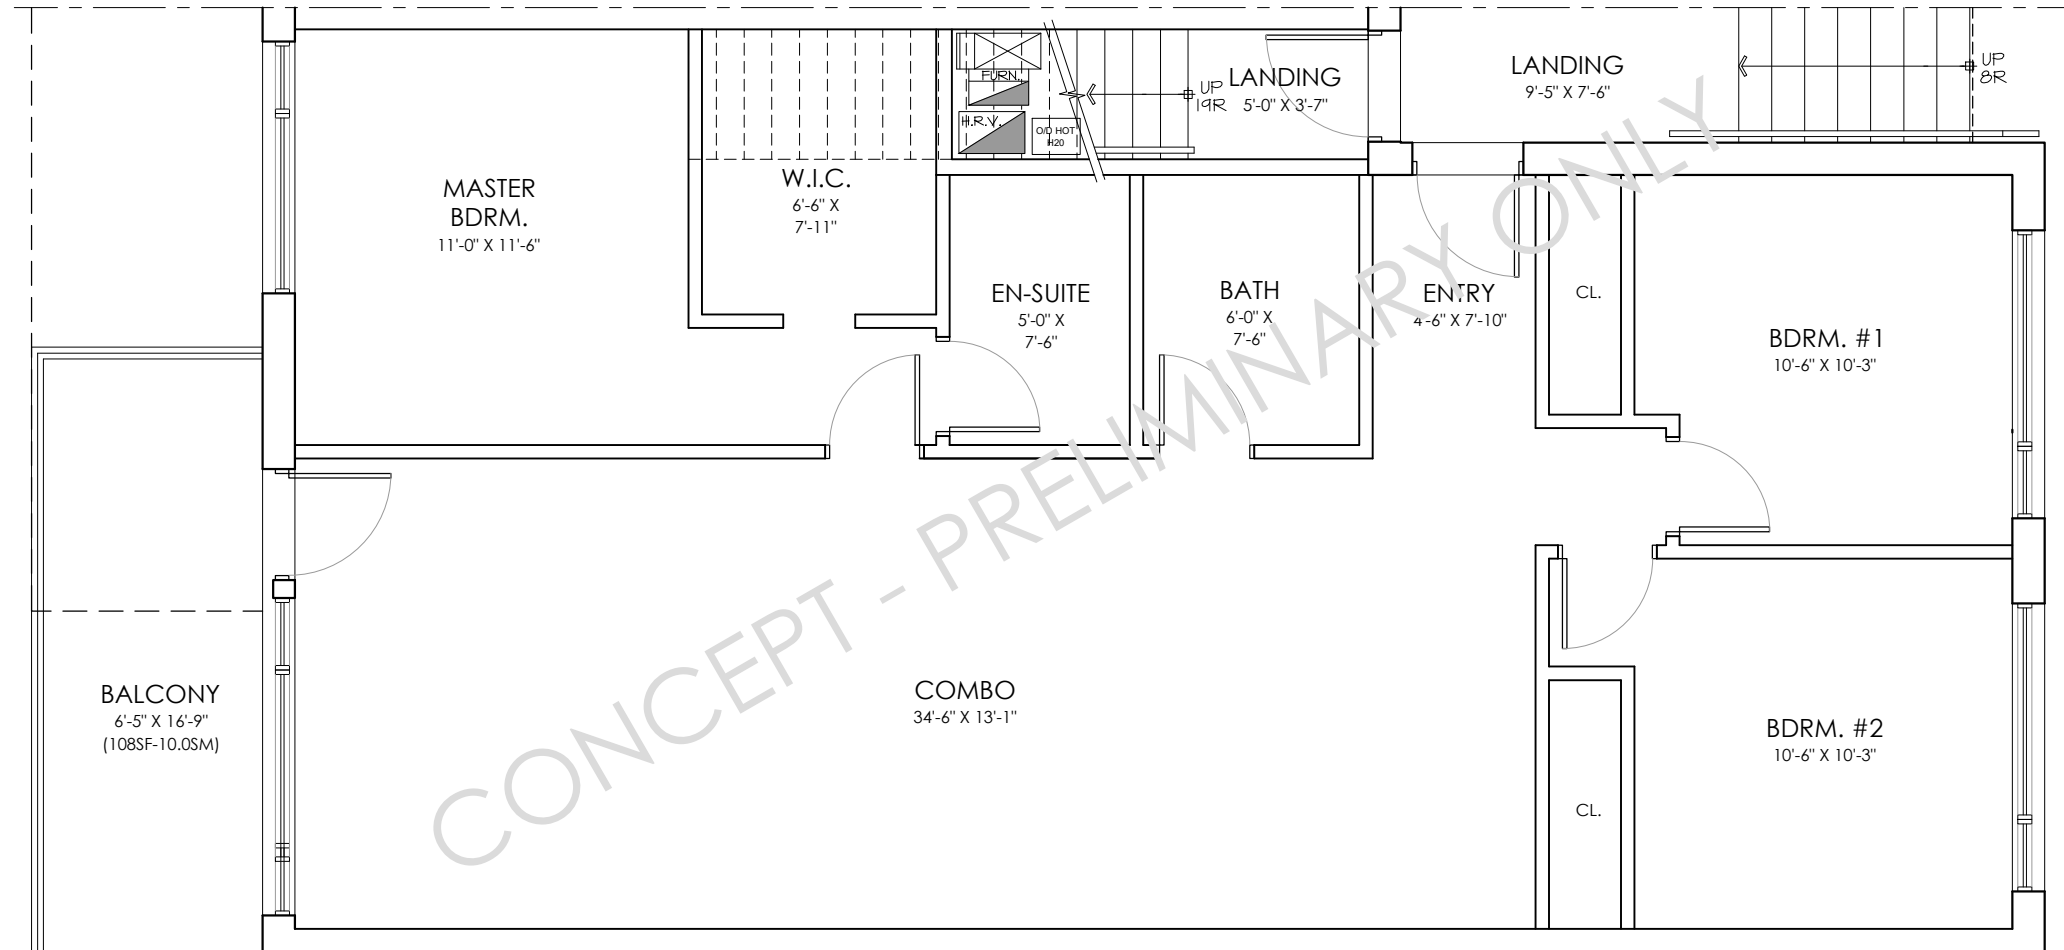 LANDING
9'-5" X 7'-6"
UP
8R
FURN.
LANDING
5'-0" X 3'-7"
UP
19R
H.R.V.
O/D HOT
H20
MASTER
BDRM.
11'-0" X 11'-6"
W.I.C.
6'-6" X
7'-11"
EN-SUITE
5'-0" X
7'-6"
BATH
6'-0" X
7'-6"
ENTRY
4'-6" X 7'-10"
CL.
BDRM. #1
10'-6" X 10'-3"
BALCONY
6'-5" X 16'-9"
(108SF-10.0SM)
COMBO
34'-6" X 13'-1"
BDRM. #2
10'-6" X 10'-3"
CL.
CONCEPT - PRELIMINARY ONLY